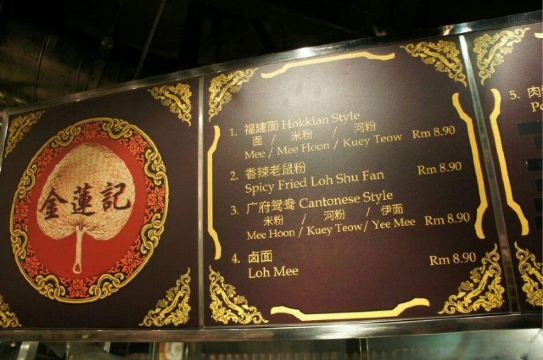 金蓮記
1. 福建面 Hokkian Style
面 / 米粉 / 河粉
Mee / Mee Hoon / Kuey Teow Rm 8.90
2. 香辣老鼠粉
Spicy Fried Loh Shu Fan Rm 8.90
3. 广府鸳鸯 Cantonese Style
米粉 / 河粉 / 伊面
Mee Hoon / Kuey Teow / Yee Mee Rm 8.90
4. 卤面
Loh Mee Rm 8.90
5. 肉